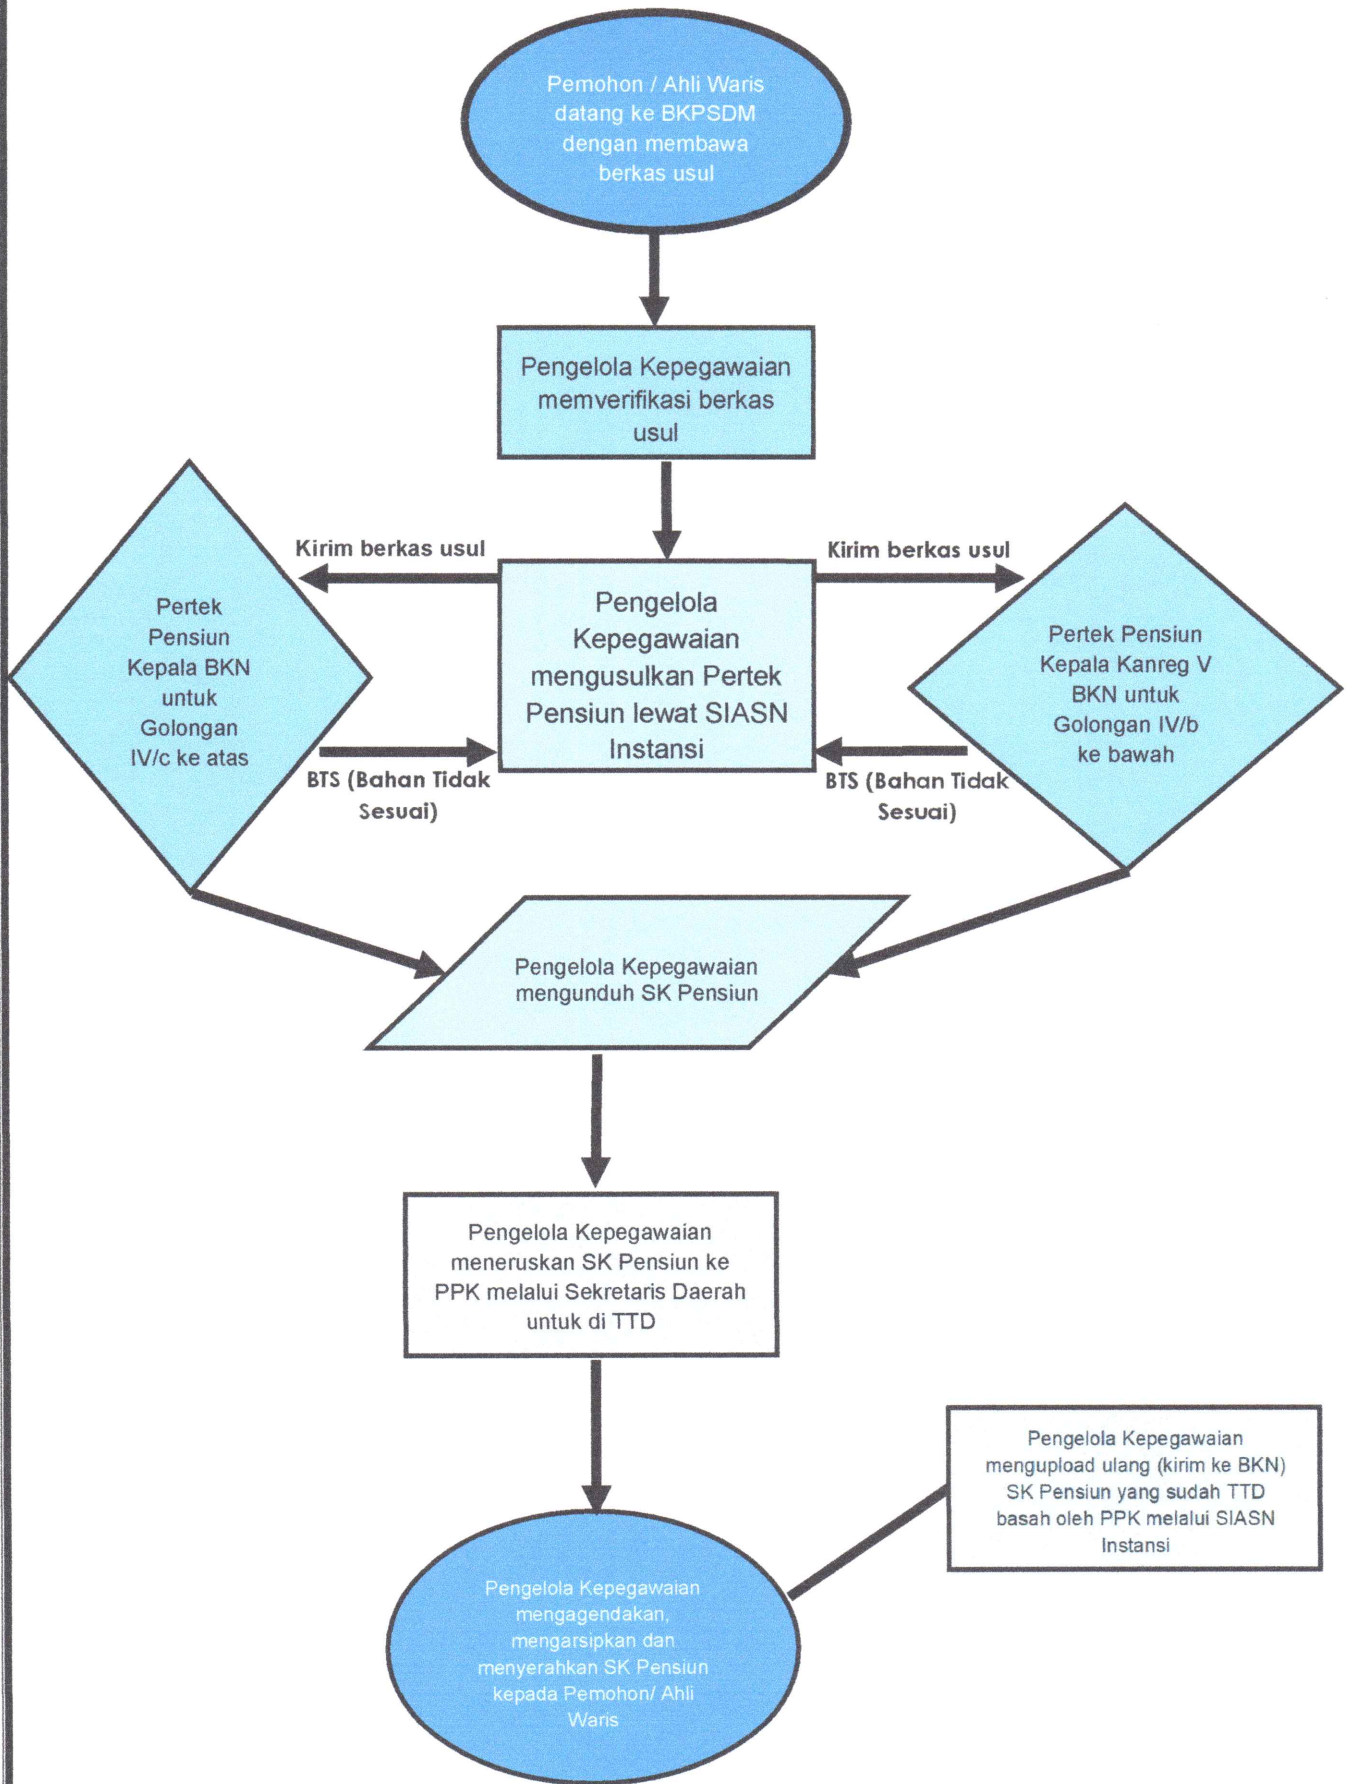 Pemohon / Ahli Waris
datang ke BKPSDM
dengan membawa
berkas usul
Pengelola Kepegawaian
memverifikasi berkas
usul
Kirim berkas usul
Kirim berkas usul
Pertek
Pensiun
Kepala BKN
untuk
Golongan
IV/c ke atas
Pengelola
Kepegawaian
mengusulkan Pertek
Pensiun lewat SIASN
Instansi
Pertek Pensiun
Kepala Kanreg V
BKN untuk
Golongan IV/b
ke bawah
BTS (Bahan Tidak
Sesuai)
BTS (Bahan Tidak
Sesuai)
Pengelola Kepegawaian
mengunduh SK Pensiun
Pengelola Kepegawaian
meneruskan SK Pensiun ke
PPK melalui Sekretaris Daerah
untuk di TTD
Pengelola Kepegawaian
mengupload ulang (kirim ke BKN)
SK Pensiun yang sudah TTD
basah oleh PPK melalui SIASN
Instansi
Pengelola Kepegawaian
mengagendakan,
mengarsipkan dan
menyerahkan SK Pensiun
kepada Pemohon/ Ahli
Waris